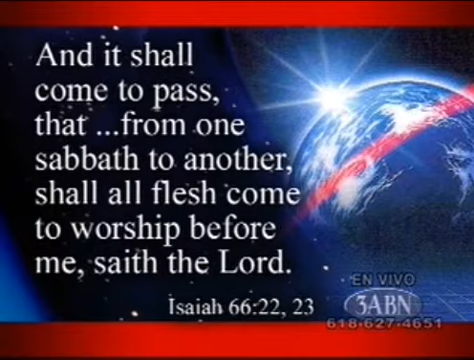 And it shall
come to pass,
that ...from one
sabbath to another,
shall all flesh come
to worship before
me, saith the Lord.
Isaiah 66:22, 23
EN VIVO
3ABN
618-627-4651